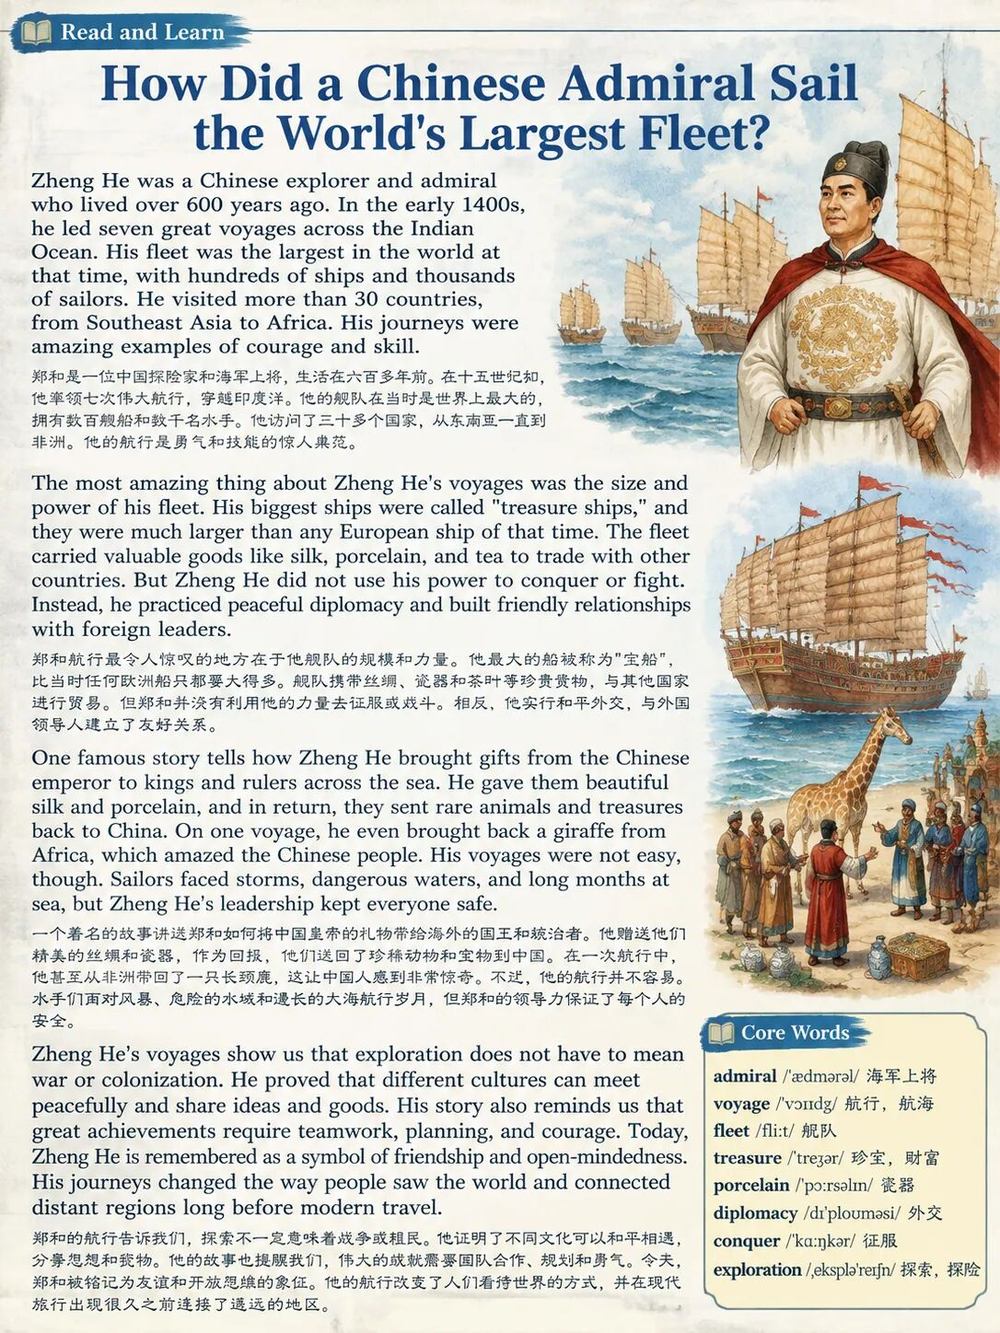 Read and Learn
How Did a Chinese Admiral Sail
the World's Largest Fleet?
Zheng He was a Chinese explorer and admiral
who lived over 600 years ago. In the early 1400s,
he led seven great voyages across the Indian
Ocean. His fleet was the largest in the world at
that time, with hundreds of ships and thousands
of sailors. He visited more than 30 countries,
from Southeast Asia to Africa. His journeys were
amazing examples of courage and skill.
郑和是一位中国探险家和海军上将，生活在六百多年前。在十五世纪初，
他率领七次伟大航行，穿越印度洋。他的舰队在当时是世界上最大的，
拥有数百艘船和数千名水手。他访问了三十多个国家，从东南亚一直到
非洲。他的航行是勇气和技能的惊人典范。
The most amazing thing about Zheng He's voyages was the size and
power of his fleet. His biggest ships were called "treasure ships," and
they were much larger than any European ship of that time. The fleet
carried valuable goods like silk, porcelain, and tea to trade with other
countries. But Zheng He did not use his power to conquer or fight.
Instead, he practiced peaceful diplomacy and built friendly relationships
with foreign leaders.
郑和航行最令人惊叹的地方在于他舰队的规模和力量。他最大的船被称为"宝船"，
比当时任何欧洲船只都要大得多。舰队携带丝绸、瓷器和茶叶等珍贵货物，与其他国家
进行贸易。但郑和并没有利用他的力量去征服或战斗。相反，他实行和平外交，与外国
领导人建立了友好关系。
One famous story tells how Zheng He brought gifts from the Chinese
emperor to kings and rulers across the sea. He gave them beautiful
silk and porcelain, and in return, they sent rare animals and treasures
back to China. On one voyage, he even brought back a giraffe from
Africa, which amazed the Chinese people. His voyages were not easy,
though. Sailors faced storms, dangerous waters, and long months at
sea, but Zheng He's leadership kept everyone safe.
一个著名的故事讲述郑和如何将中国皇帝的礼物带给海外的国王和统治者。他赠送他们
精美的丝绸和瓷器，作为回报，他们送回了珍稀动物和宝物到中国。在一次航行中，
他甚至从非洲带回了一只长颈鹿，这让中国人感到非常惊奇。不过，他的航行并不容易。
水手们面对风暴、危险的水域和漫长的大海航行岁月，但郑和的领导力保证了每个人的
安全。
Zheng He's voyages show us that exploration does not have to mean
war or colonization. He proved that different cultures can meet
peacefully and share ideas and goods. His story also reminds us that
great achievements require teamwork, planning, and courage. Today,
Zheng He is remembered as a symbol of friendship and open-mindedness.
His journeys changed the way people saw the world and connected
distant regions long before modern travel.
郑和的航行告诉我们，探索不一定意味着战争或殖民。他证明了不同文化可以和平相遇，
分享思想和货物。他的故事也提醒我们，伟大的成就需要团队合作、规划和勇气。今天，
郑和被铭记为友谊和开放思维的象征。他的航行改变了人们看待世界的方式，并在现代
旅行出现很久之前连接了遥远的地区。
Core Words
admiral /'ædmərəl/ 海军上将
voyage /'vɔɪɪdʒ/ 航行，航海
fleet /fliːt/ 舰队
treasure /'treʒər/ 珍宝，财富
porcelain /'pɔːrsəlɪn/ 瓷器
diplomacy /dɪ'ploʊməsi/ 外交
conquer /'kɑːŋkər/ 征服
exploration /ˌeksplə'reɪʃn/ 探索，探险